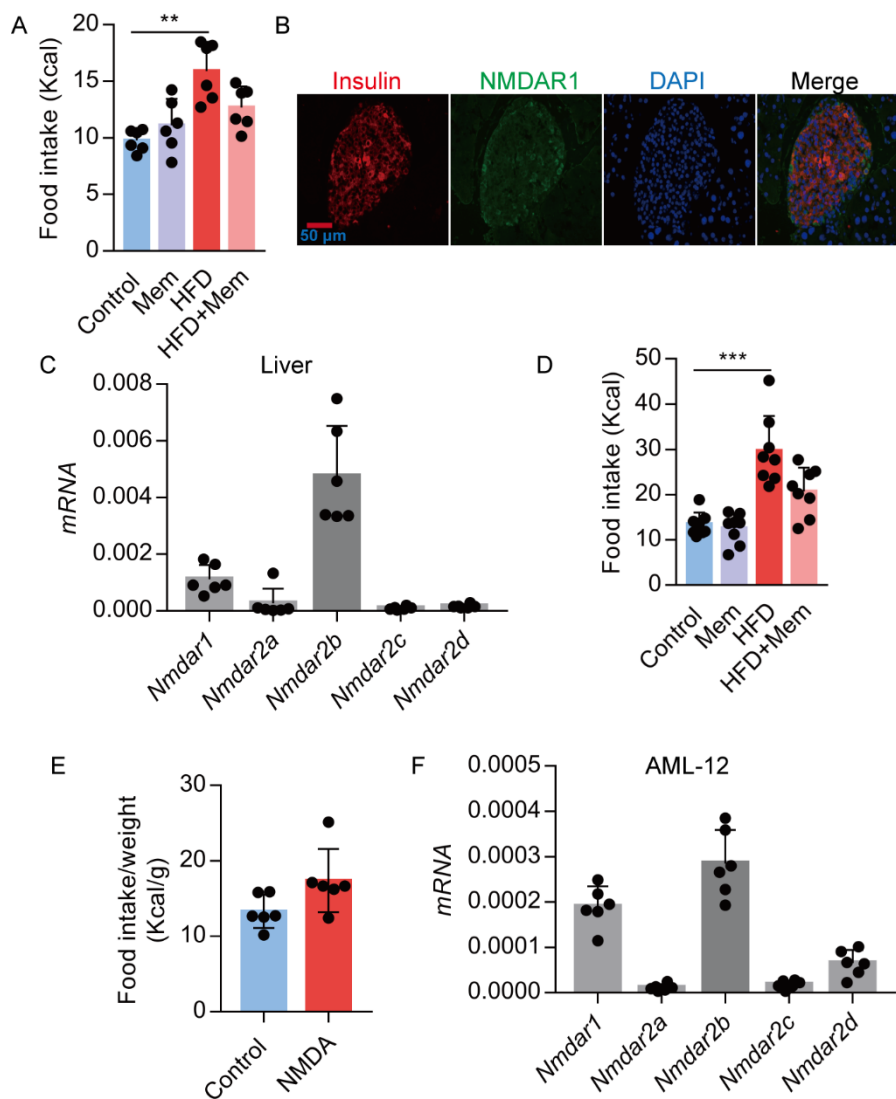 A
Food intake (Kcal)
20
15
10
5
0
**
Control
Mem
HFD
HFD+Mem
B
Insulin
NMDAR1
DAPI
Merge
50 μm
C
Liver
mRNA
0.008
0.006
0.004
0.002
0.000
Nmdar1
Nmdar2a
Nmdar2b
Nmdar2c
Nmdar2d
D
Food intake (Kcal)
50
40
30
20
10
0
***
Control
Mem
HFD
HFD+Mem
E
Food intake/weight
(Kcal/g)
30
20
10
0
Control
NMDA
F
AML-12
mRNA
0.0005
0.0004
0.0003
0.0002
0.0001
0.0000
Nmdar1
Nmdar2a
Nmdar2b
Nmdar2c
Nmdar2d